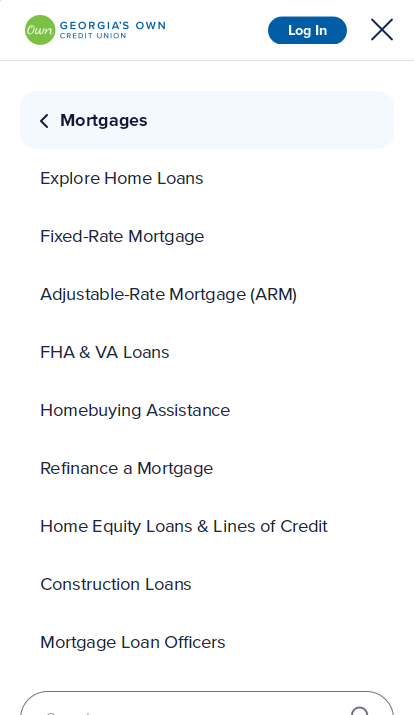 Own
GEORGIA'S OWN
CREDIT UNION
Log In
Mortgages
Explore Home Loans
Fixed-Rate Mortgage
Adjustable-Rate Mortgage (ARM)
FHA & VA Loans
Homebuying Assistance
Refinance a Mortgage
Home Equity Loans & Lines of Credit
Construction Loans
Mortgage Loan Officers